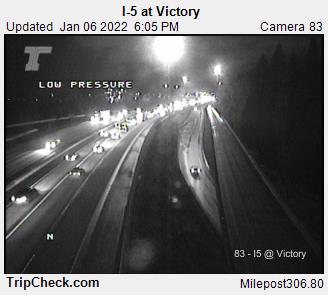 I-5 at Victory
Updated Jan 06 2022 6:05 PM Camera 83
T
LOW PRESSURE
N
83 - I5 @ Victory
TripCheck.com Milepost306.80